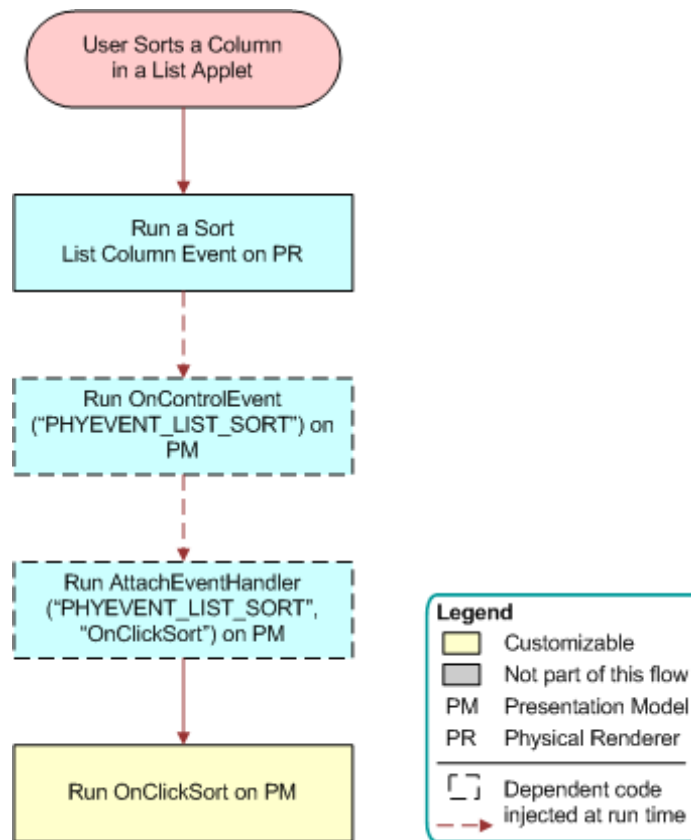 User Sorts a Column
in a List Applet
Run a Sort
List Column Event on PR
Run OnControlEvent
(“PHYEVENT_LIST_SORT”) on
PM
Run AttachEventHandler
(“PHYEVENT_LIST_SORT”,
“OnClickSort”) on PM
Run OnClickSort on PM
Legend
Customizable
Not part of this flow
PM Presentation Model
PR Physical Renderer
Dependent code
injected at run time